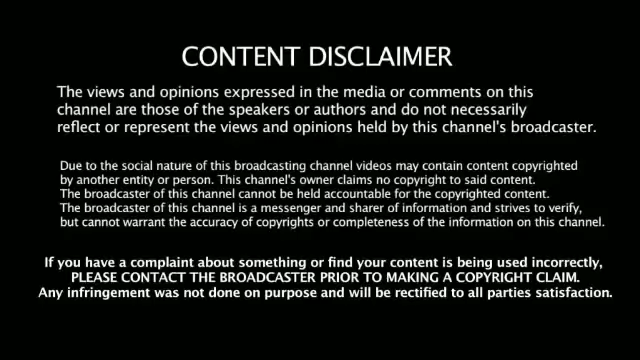 CONTENT DISCLAIMER
The views and opinions expressed in the media or comments on this
channel are those of the speakers or authors and do not necessarily
reflect or represent the views and opinions held by this channel's broadcaster.
Due to the social nature of this broadcasting channel videos may contain content copyrighted
by another entity or person. This channel's owner claims no copyright to said content.
The broadcaster of this channel cannot be held accountable for the copyrighted content.
The broadcaster of this channel is a messenger and sharer of information and strives to verify,
but cannot warrant the accuracy of copyrights or completeness of the information on this channel.
If you have a complaint about something or find your content is being used incorrectly,
PLEASE CONTACT THE BROADCASTER PRIOR TO MAKING A COPYRIGHT CLAIM.
Any infringement was not done on purpose and will be rectified to all parties satisfaction.